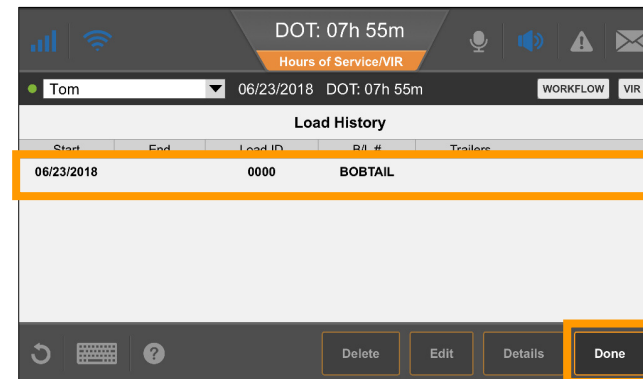 DOT: 07h 55m
Hours of Service/VIR
Tom 06/23/2018 DOT: 07h 55m WORKFLOW VIR
Load History
Start End Load ID B/L # Trailers
06/23/2018 0000 BOBTAIL
Delete Edit Details Done